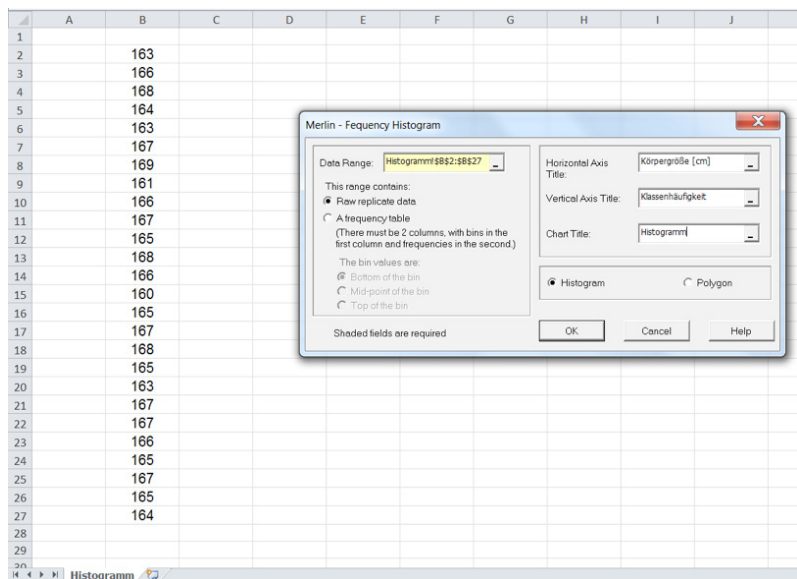 A B C D E F G H I J
1
2 163
3 166
4 168
5 164
6 163
7 167
8 169
9 161
10 166
11 167
12 165
13 168
14 166
15 160
16 165
17 167
18 168
19 165
20 163
21 167
22 167
23 166
24 165
25 167
26 165
27 164
28
29
30
Histogramm
Merlin - Fequency Histogram
Data Range: Histogramm!$B$2:$B$27
This range contains:
Raw replicate data
A frequency table
(There must be 2 columns, with bins in the
first column and frequencies in the second.)
The bin values are:
Bottom of the bin
Mid-point of the bin
Top of the bin
Shaded fields are required
Horizontal Axis
Title:
Körpergröße [cm]
Vertical Axis Title: Klassenhäufigkeit
Chart Title: Histogramm
Histogram Polygon
OK Cancel Help